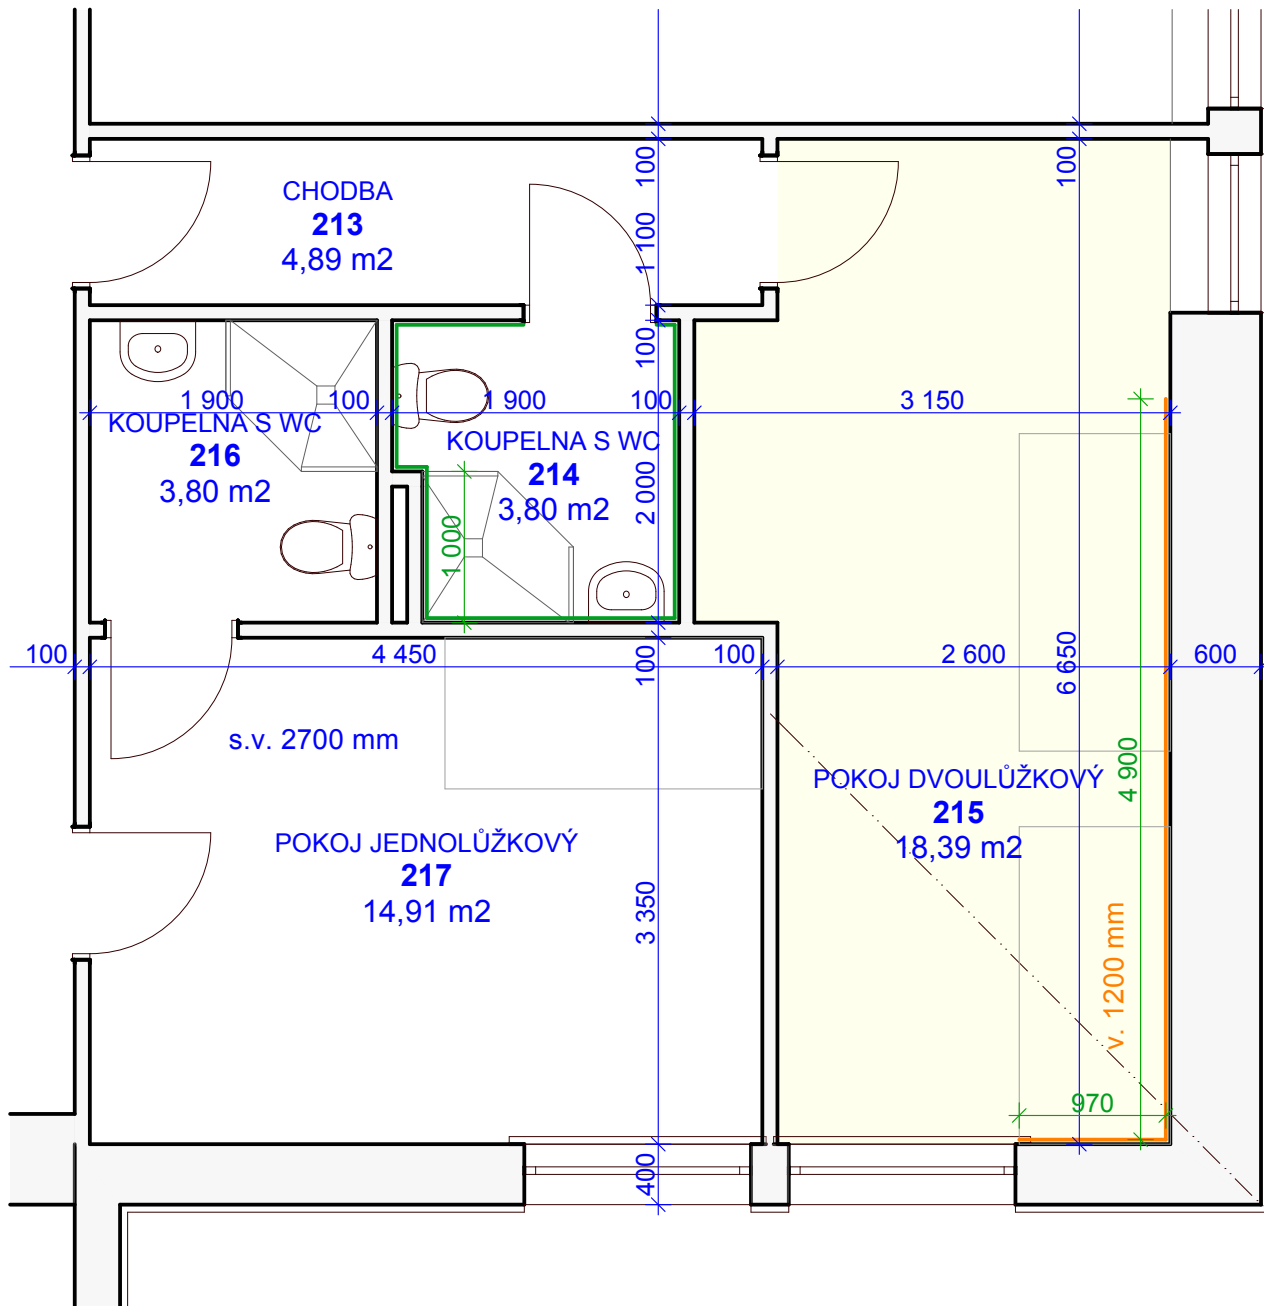 100
100
CHODBA
213
4,89 m2
1 100
100
1 900
100
1 900
100
3 150
KOUPELNA S WC
216
3,80 m2
KOUPELNA S WC
214
3,80 m2
2 000
1 000
100
4 450
100
100
2 600
6 650
600
s.v. 2700 mm
4 900
POKOJ DVOULŮŽKOVÝ
215
18,39 m2
POKOJ JEDNOLŮŽKOVÝ
217
14,91 m2
3 350
v. 1200 mm
970
400